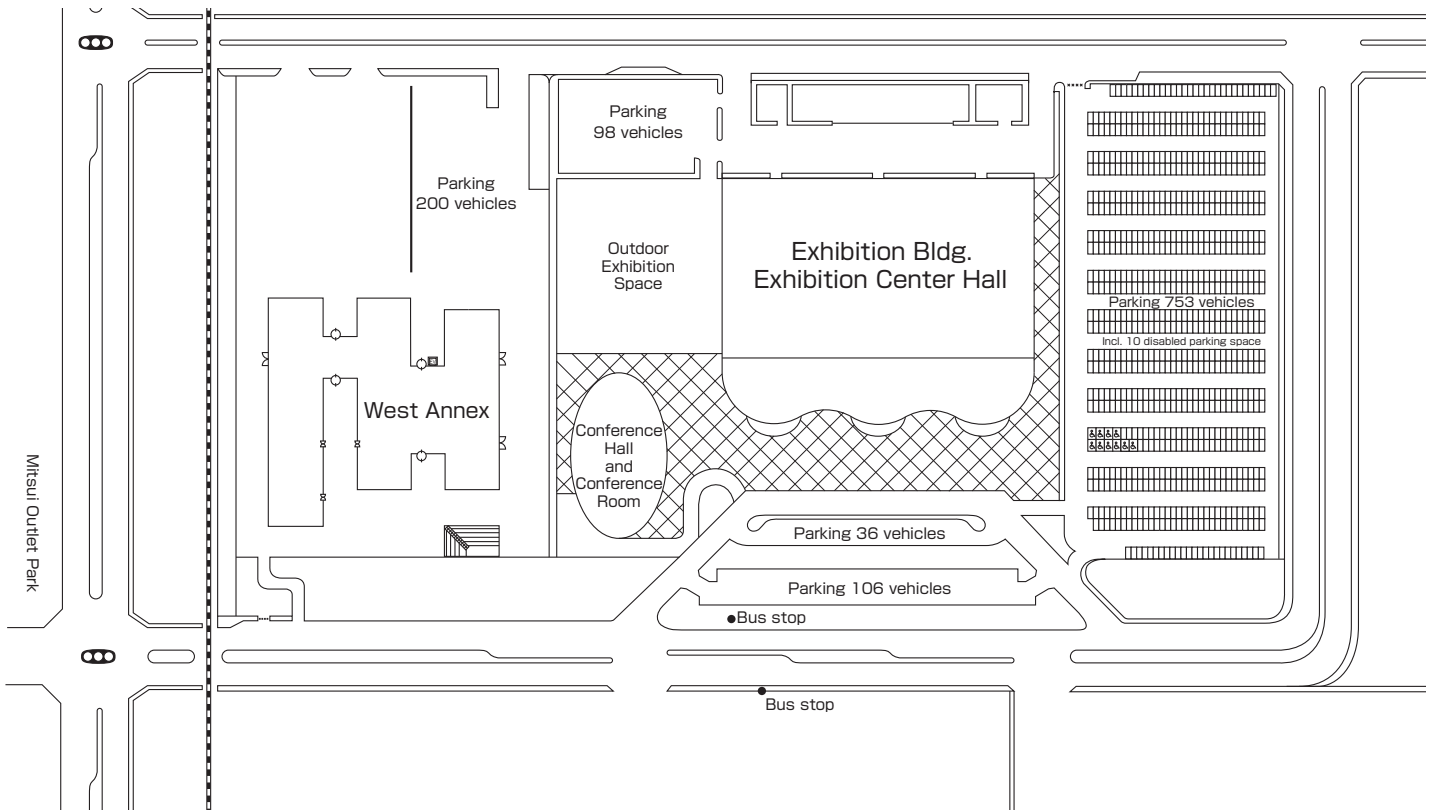 Parking
98 vehicles
Parking
200 vehicles
Outdoor
Exhibition
Space
Exhibition Bldg.
Exhibition Center Hall
Parking 753 vehicles
Incl. 10 disabled parking space
West Annex
Conference
Hall
and
Conference
Room
Mitsui Outlet Park
Parking 36 vehicles
Parking 106 vehicles
Bus stop
Bus stop